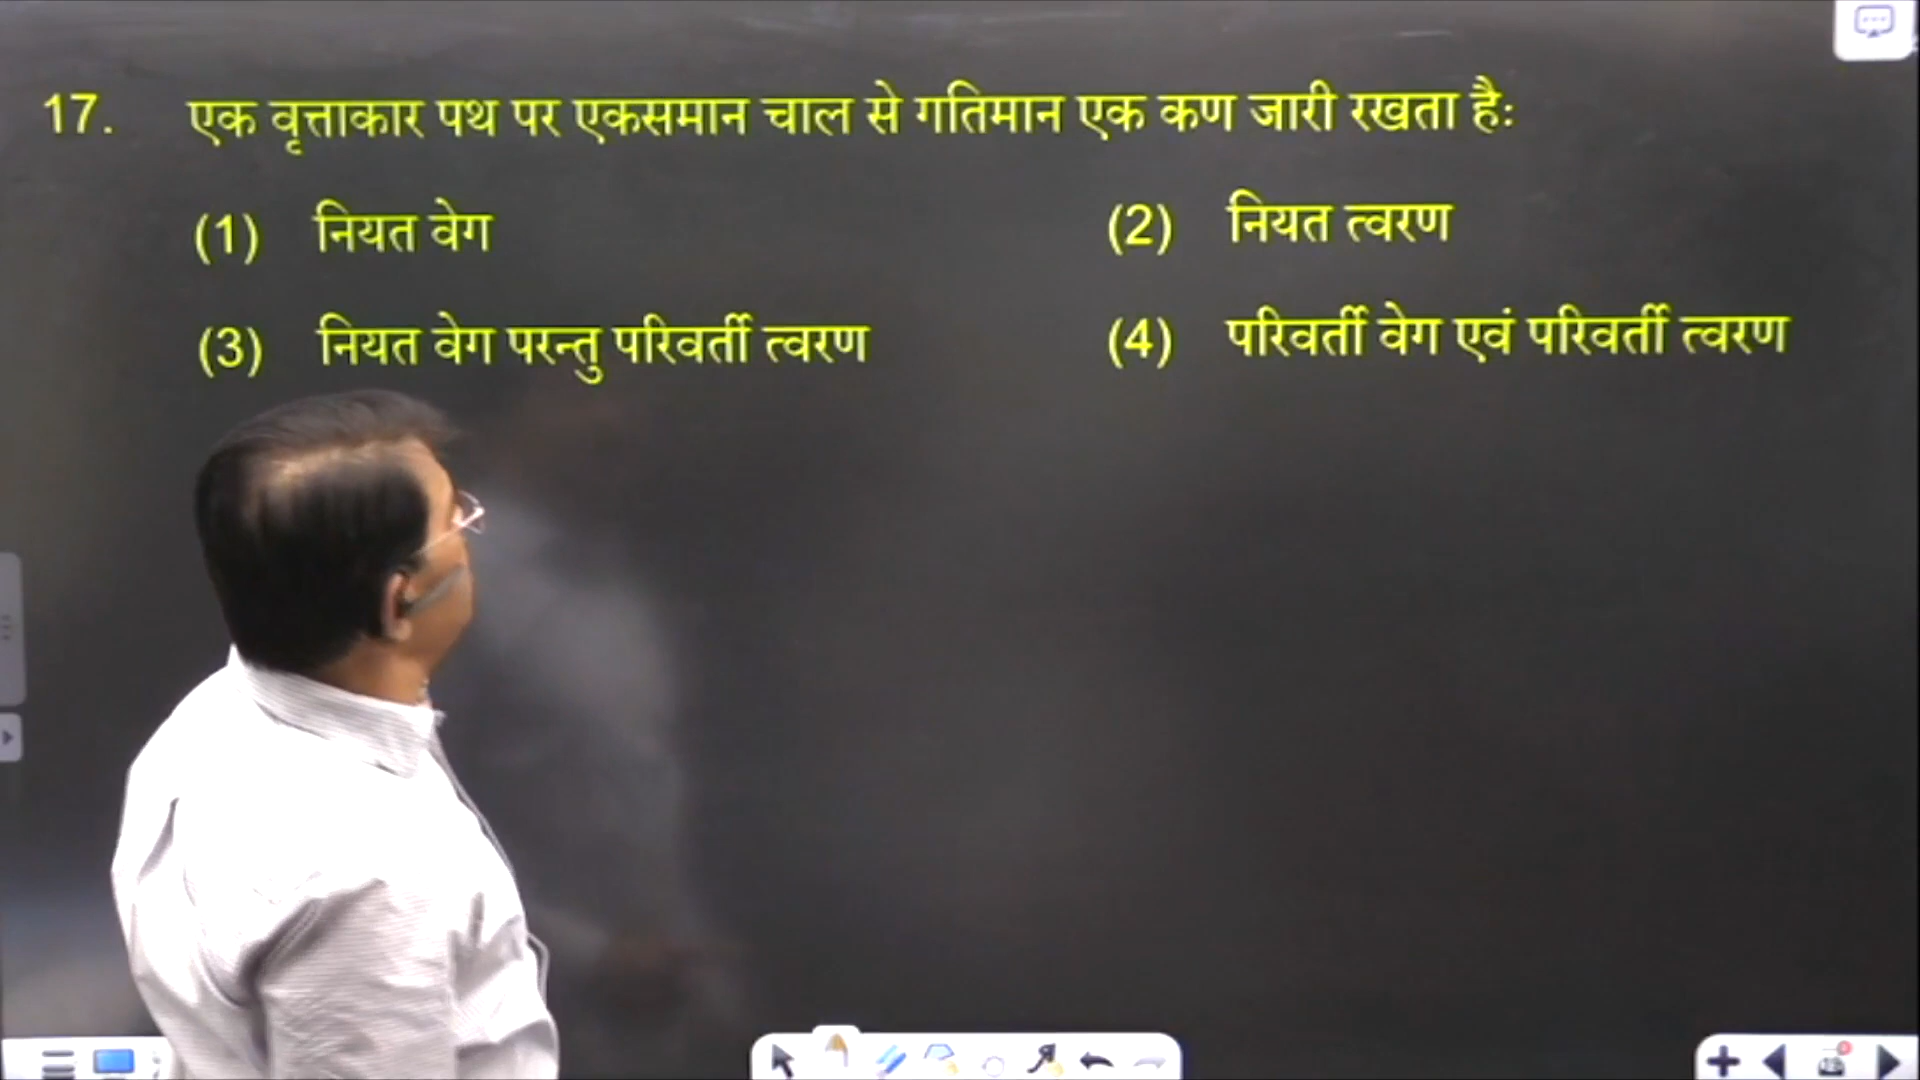 17. एक वृत्ताकार पथ पर एकसमान चाल से गतिमान एक कण जारी रखता हैः
(1) नियत वेग (2) नियत त्वरण
(3) नियत वेग परन्तु परिवर्ती त्वरण (4) परिवर्ती वेग एवं परिवर्ती त्वरण